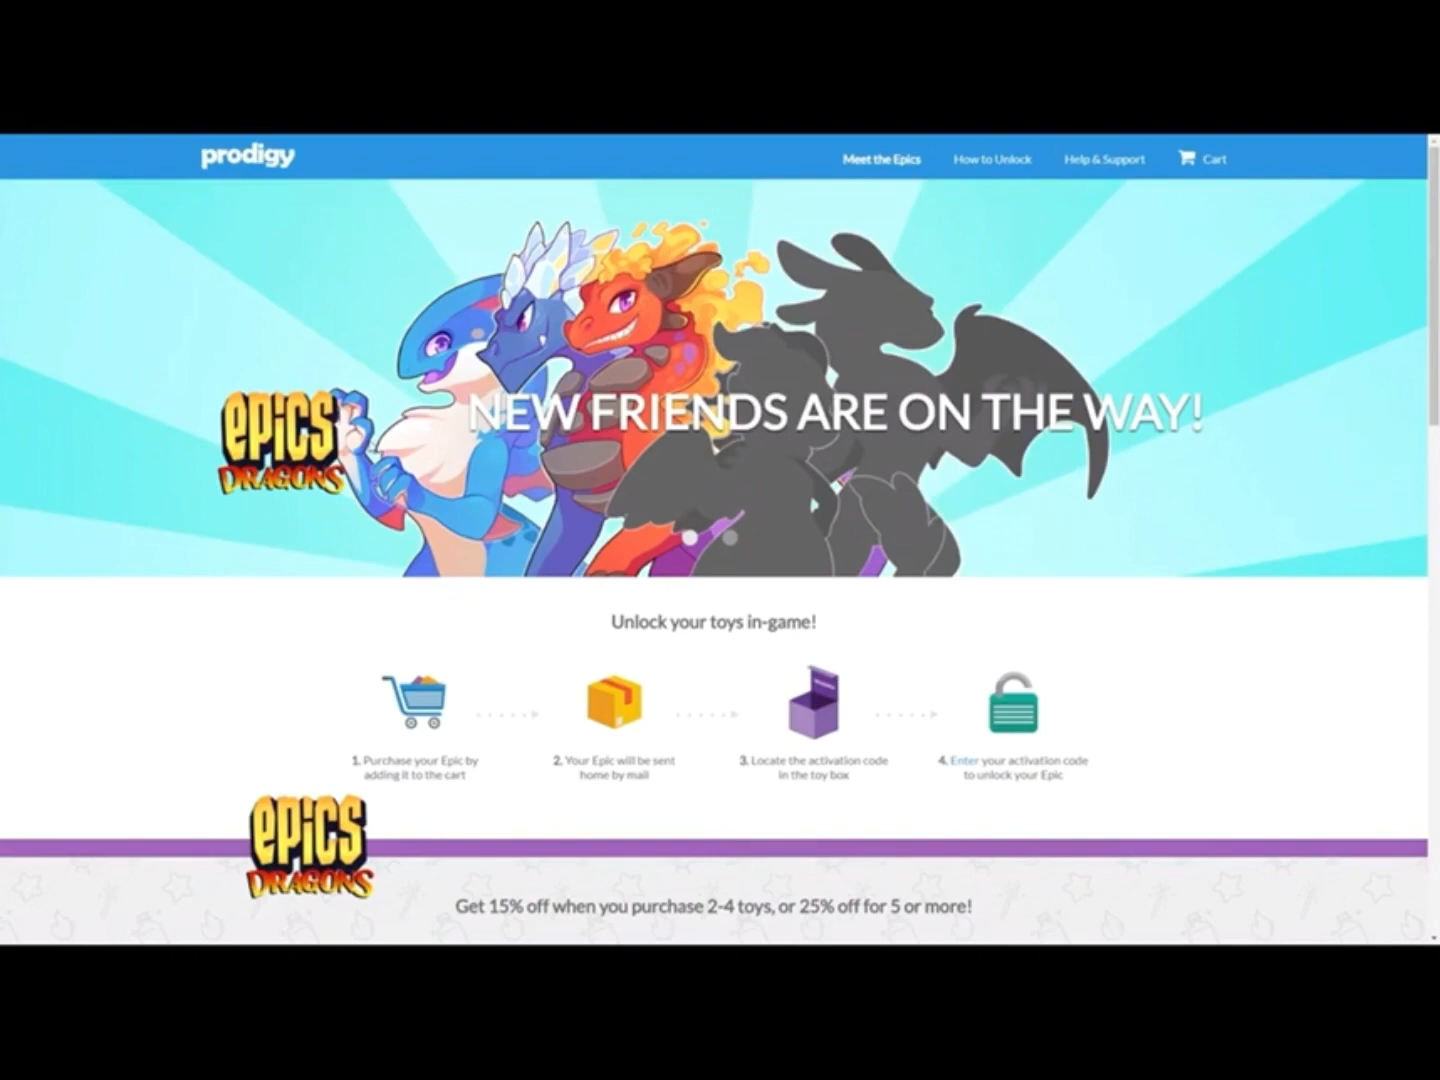 prodigy
Meet the Epics
How to Unlock
Help & Support
Cart
EPICS
DRAGONS
NEW FRIENDS ARE ON THE WAY!
Unlock your toys in-game!
1. Purchase your Epic by
adding it to the cart
2. Your Epic will be sent
home by mail
3. Locate the activation code
in the toy box
4. Enter your activation code
to unlock your Epic
EPICS
DRAGONS
Get 15% off when you purchase 2-4 toys, or 25% off for 5 or more!